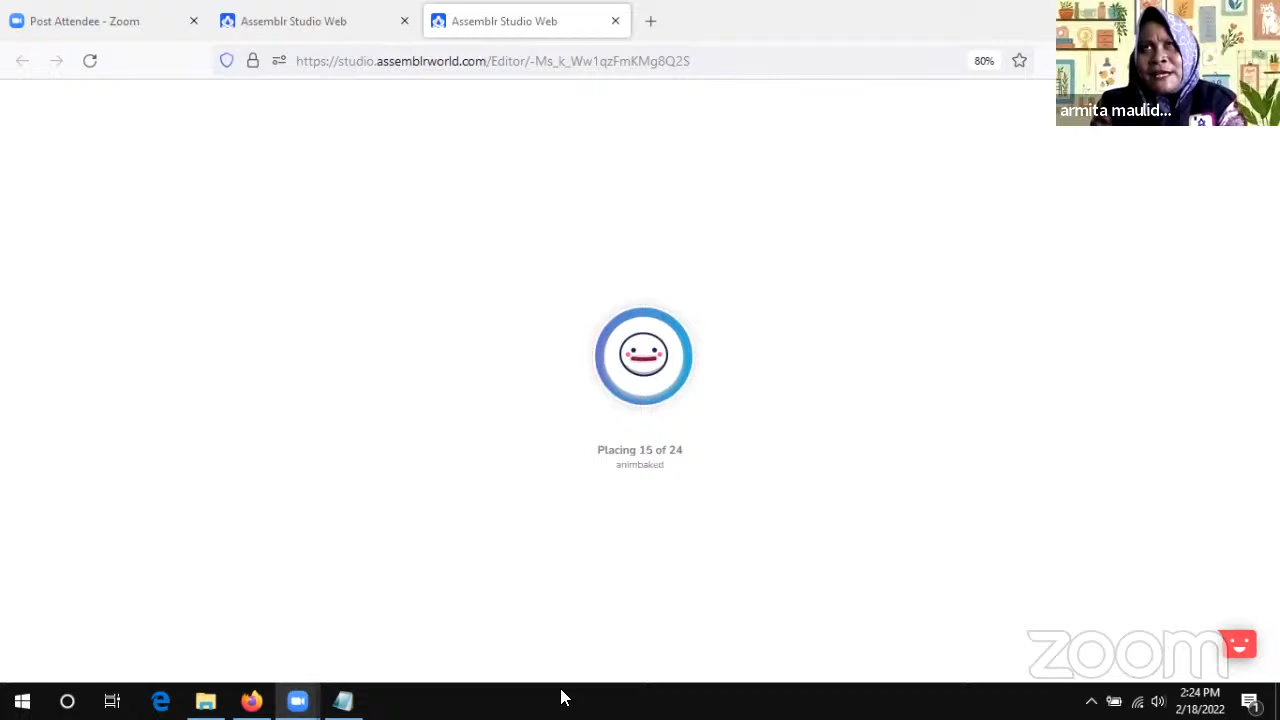 Post Attendee - Zoom
Assemblr Studio Web
Assemblr Studio Web
https://studio.assemblrworld.com/Editor/-Ms_k_Ww1qzFmKMg8Q2S
80%
armita maulid...
Placing 15 of 24
animbaked
zoom
2:24 PM
2/18/2022
1